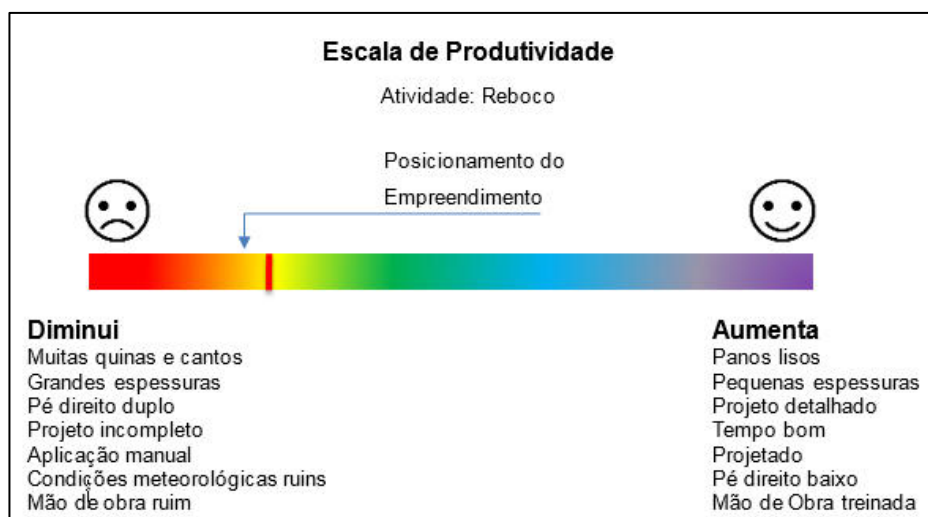 Escala de Produtividade
Atividade: Reboco
Posicionamento do
Empreendimento
Diminui
Muitas quinas e cantos
Grandes espessuras
Pé direito duplo
Projeto incompleto
Aplicação manual
Condições meteorológicas ruins
Mão de obra ruim
Aumenta
Panos lisos
Pequenas espessuras
Projeto detalhado
Tempo bom
Projetado
Pé direito baixo
Mão de Obra treinada